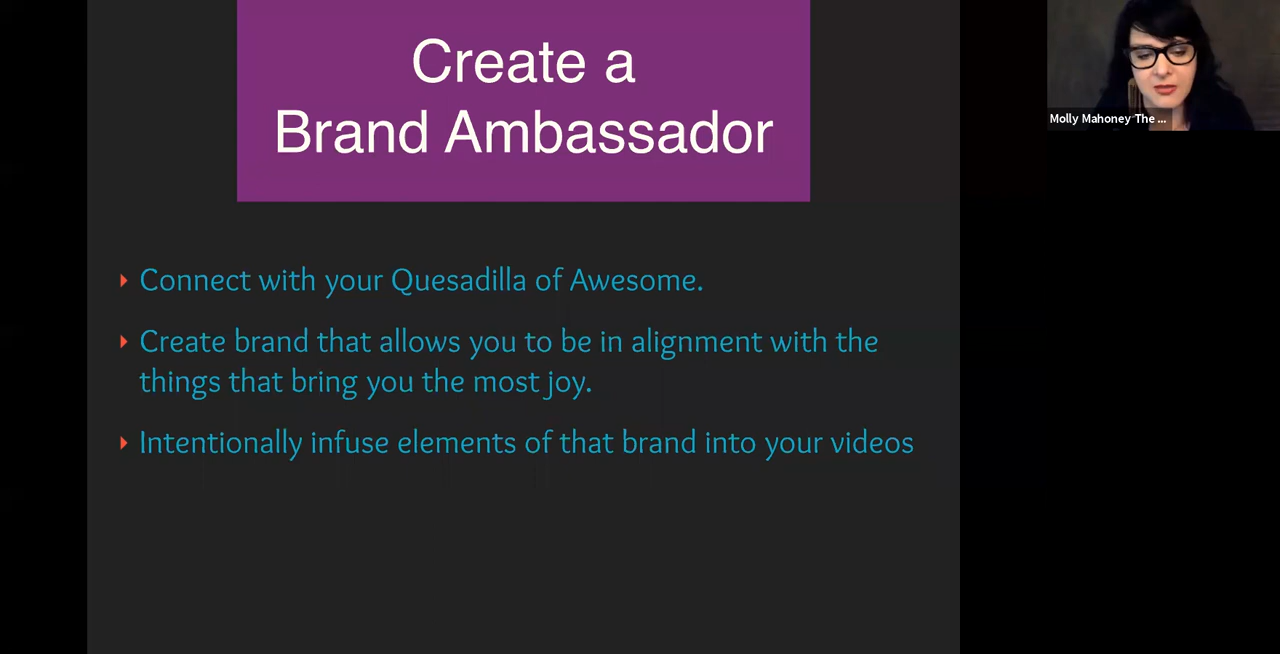 Create a
Brand Ambassador
Connect with your Quesadilla of Awesome.
Create brand that allows you to be in alignment with the
things that bring you the most joy.
Intentionally infuse elements of that brand into your videos
Molly Mahoney The ...